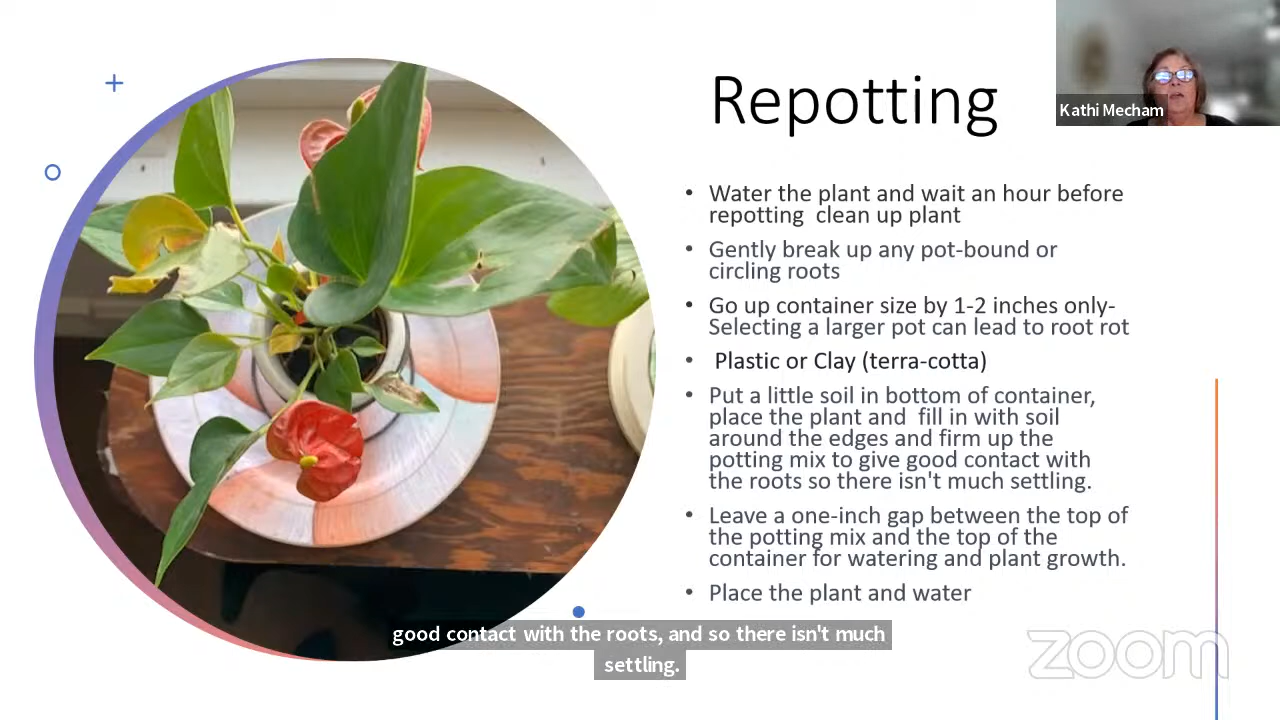 Repotting
Kathi Mecham
• Water the plant and wait an hour before
repotting  clean up plant
• Gently break up any pot-bound or
circling roots
• Go up container size by 1-2 inches only-
Selecting a larger pot can lead to root rot
• Plastic or Clay (terra-cotta)
• Put a little soil in bottom of container,
place the plant and  fill in with soil
around the edges and firm up the
potting mix to give good contact with
the roots so there isn't much settling.
• Leave a one-inch gap between the top of
the potting mix and the top of the
container for watering and plant growth.
• Place the plant and water
good contact with the roots, and so there isn't much
settling.
zoom